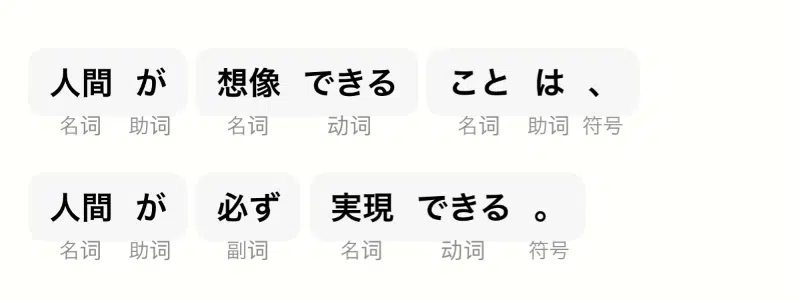 人間 が 想像 できる こと は 、
名词 助词 名词 动词 名词 助词 符号
人間 が 必ず 実現 できる 。
名词 助词 副词 名词 动词 符号